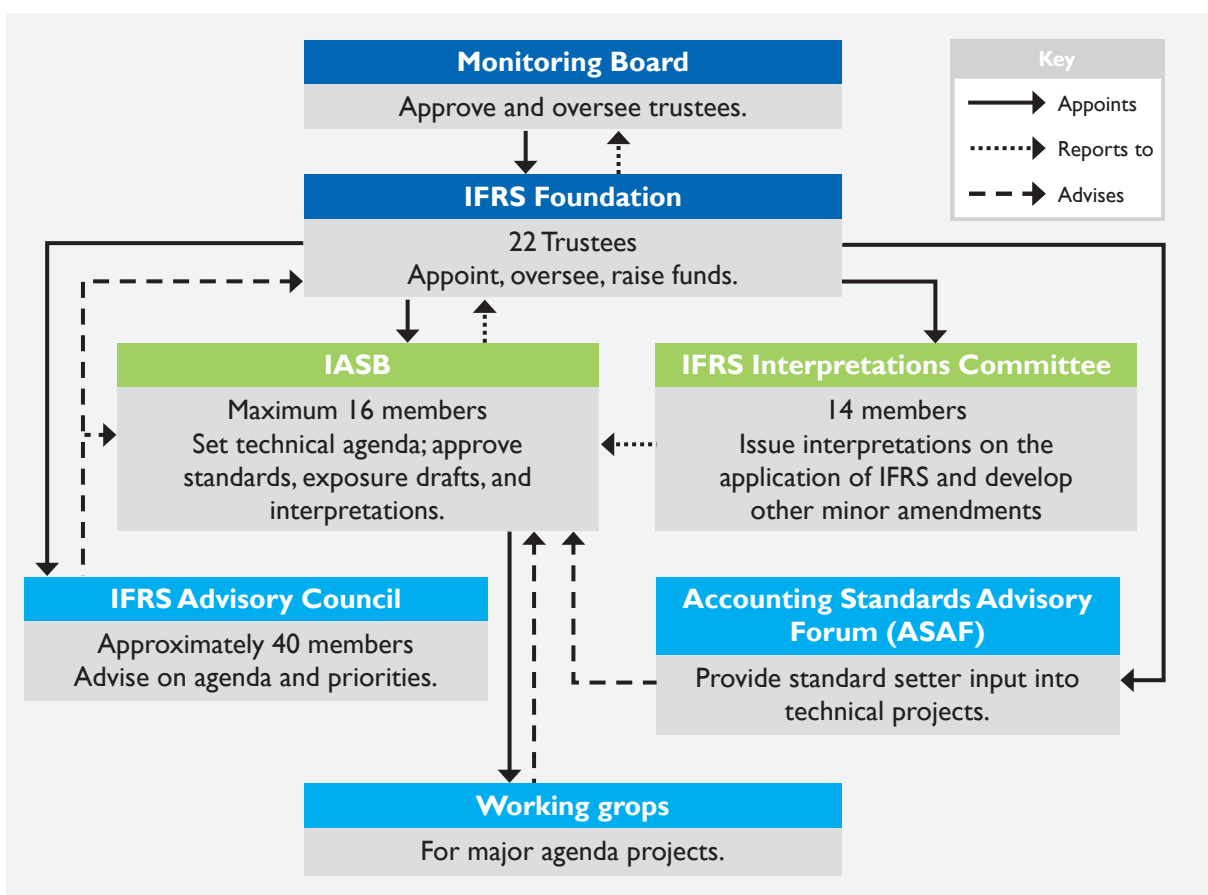 Monitoring Board
Approve and oversee trustees.
Key
Appoints
Reports to
Advises
IFRS Foundation
22 Trustees
Appoint, oversee, raise funds.
IASB
Maximum 16 members
Set technical agenda; approve
standards, exposure drafts, and
interpretations.
IFRS Interpretations Committee
14 members
Issue interpretations on the
application of IFRS and develop
other minor amendments
IFRS Advisory Council
Approximately 40 members
Advise on agenda and priorities.
Accounting Standards Advisory
Forum (ASAF)
Provide standard setter input into
technical projects.
Working grops
For major agenda projects.